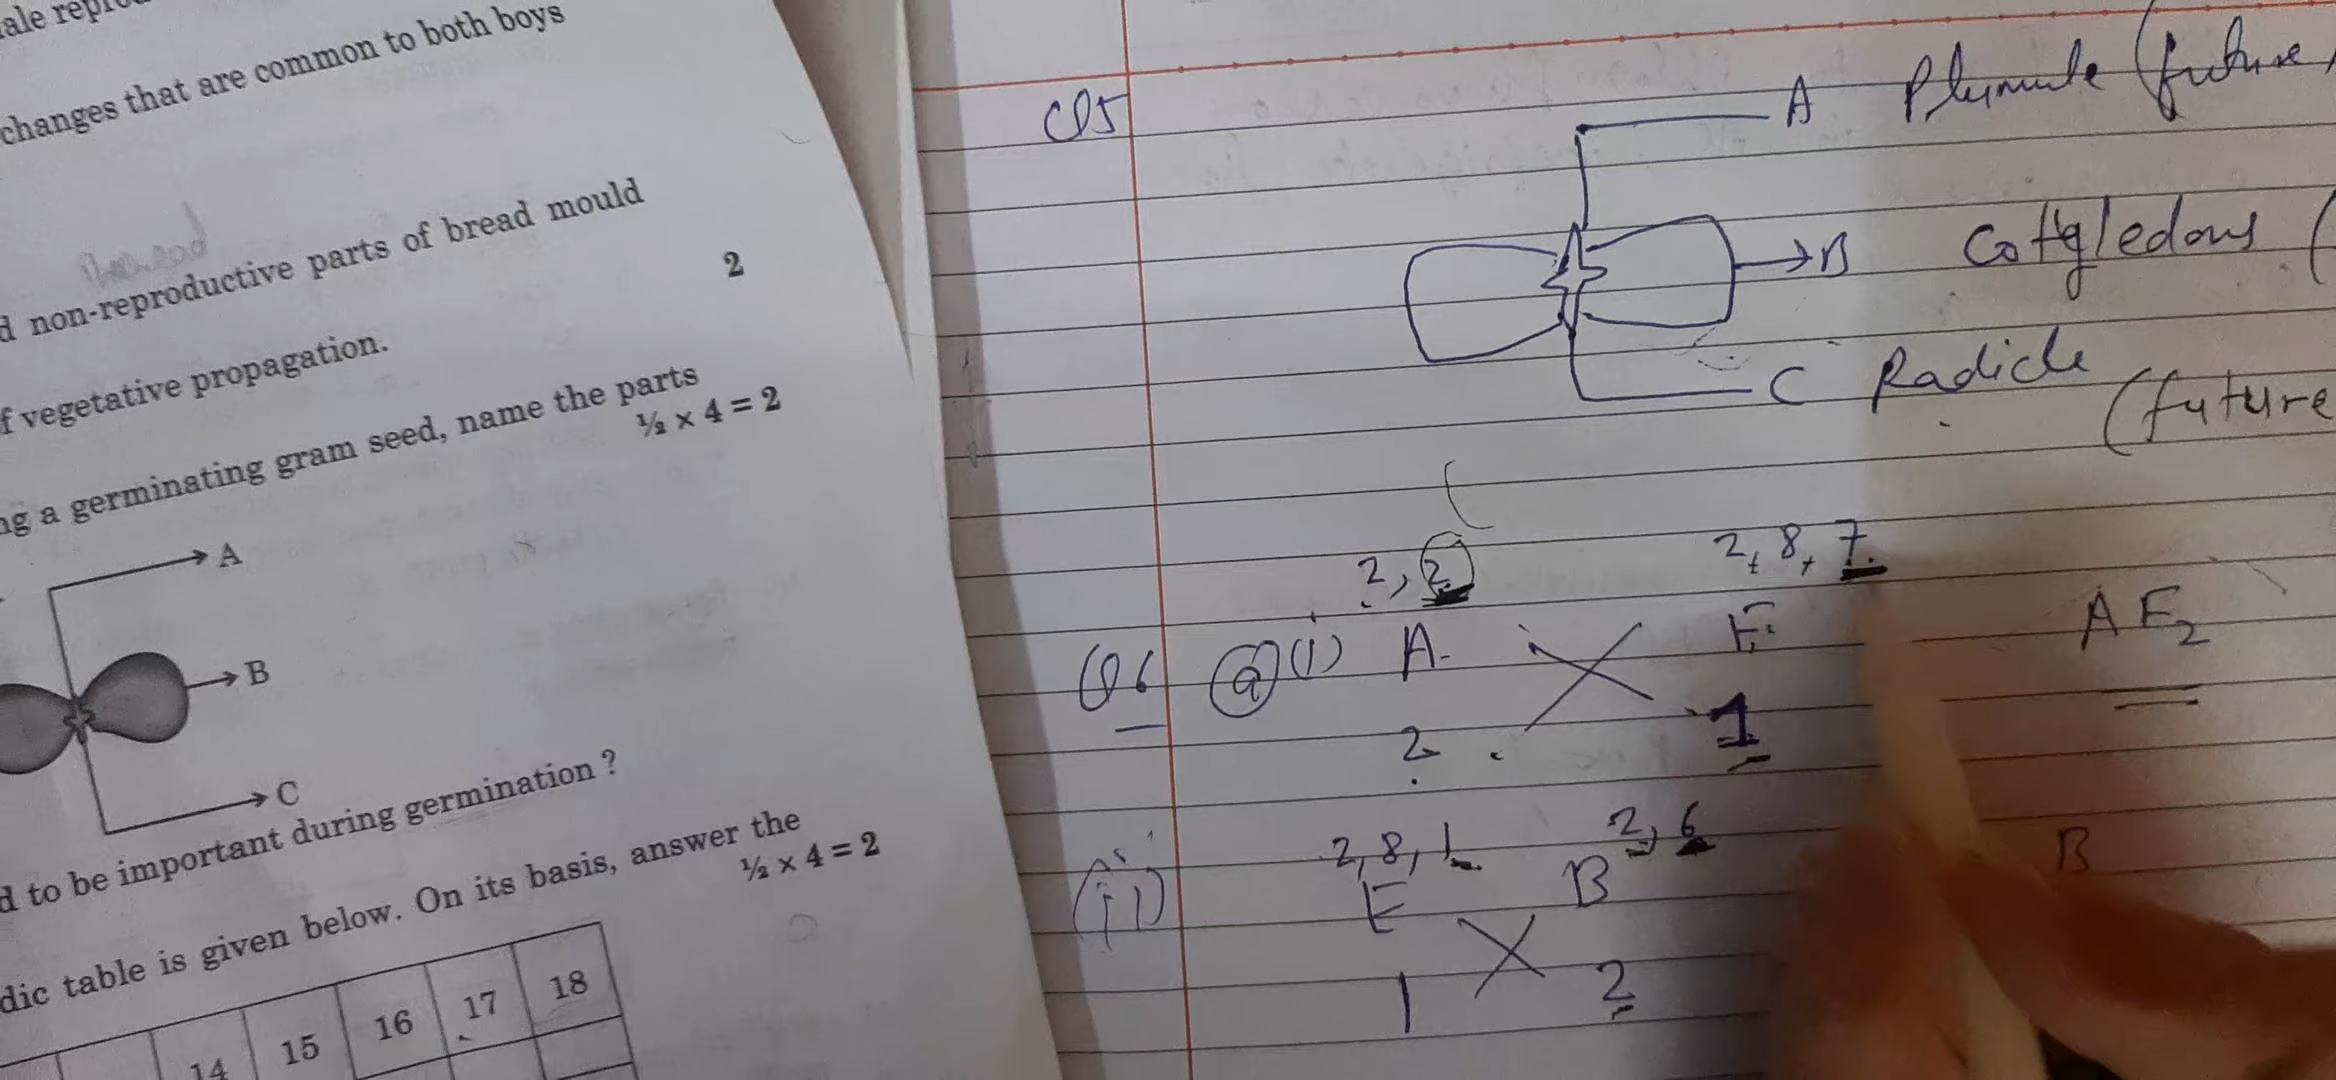 changes that are common to both boys
non-reproductive parts of bread mould
2
vegetative propagation.
a germinating gram seed, name the parts
½ × 4 = 2
A
B
C
d to be important during germination ?
dic table is given below. On its basis, answer the
½ × 4 = 2
14 15 16 17 18
Q5
A Plumule (future
B Cotyledons (
C Radicle
(future
2, 2
2, 8, 7
Q6 (a) (i) A
F
AF₂
2
1
(ii)
2, 8, 1
2, 6
E
B
B
1
2